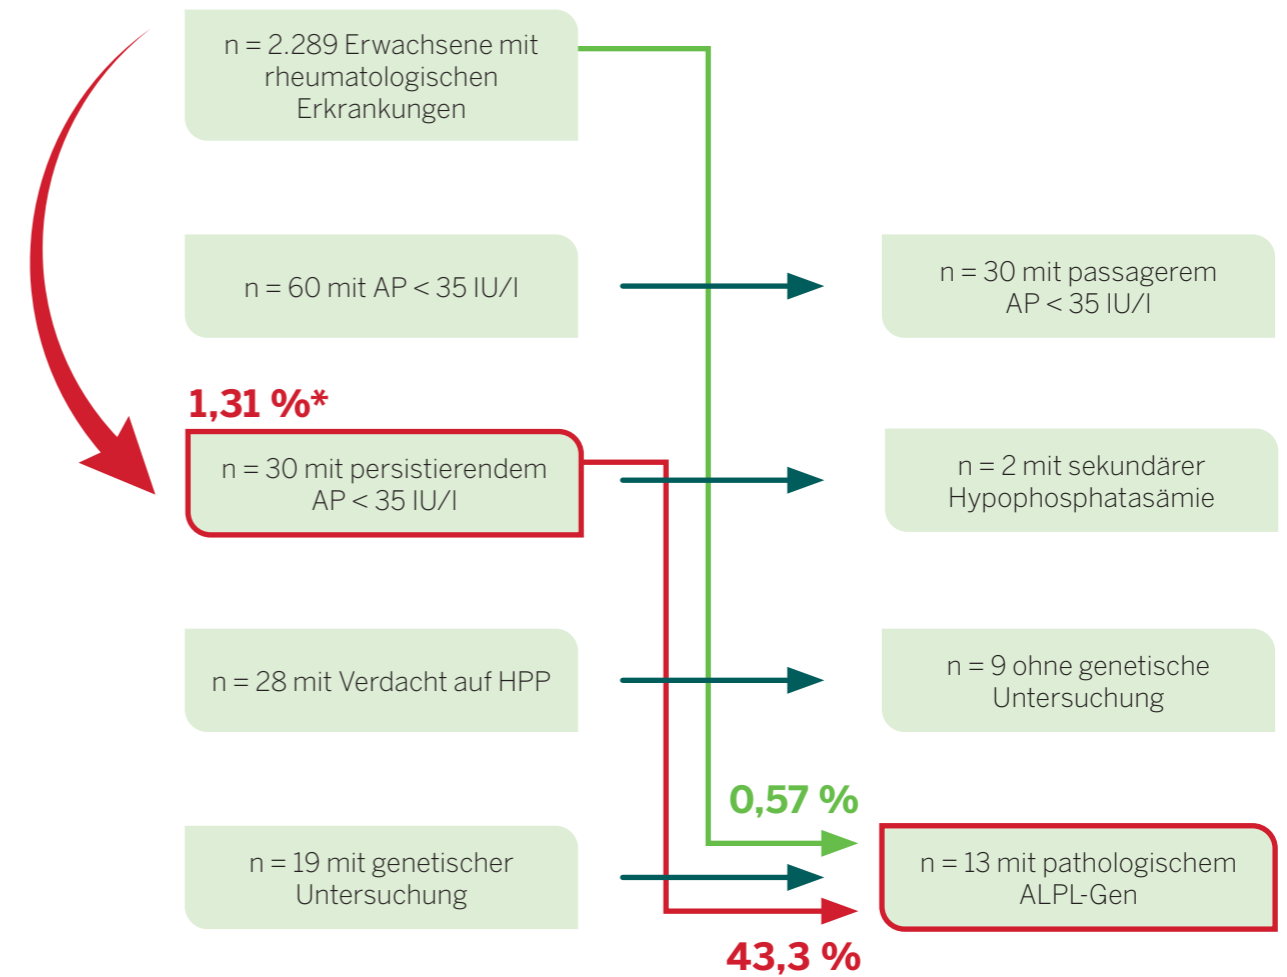 n = 2.289 Erwachsene mit
rheumatologischen
Erkrankungen
n = 60 mit AP < 35 IU/l
n = 30 mit passagerem
AP < 35 IU/l
1,31 %*
n = 30 mit persistierendem
AP < 35 IU/l
n = 2 mit sekundärer
Hypophosphatasämie
n = 28 mit Verdacht auf HPP
n = 9 ohne genetische
Untersuchung
0,57 %
n = 19 mit genetischer
Untersuchung
n = 13 mit pathologischem
ALPL-Gen
43,3 %